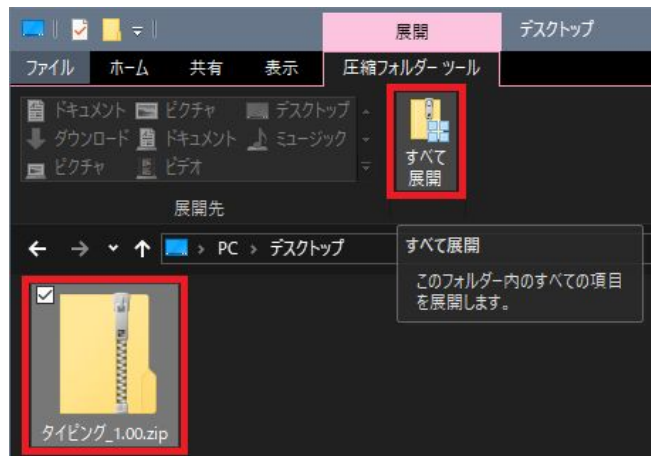 展開
デスクトップ
ファイル ホーム 共有 表示 圧縮フォルダー ツール
ドキュメント ピクチャ デスクトップ
ダウンロード ドキュメント ミュージック
ピクチャ ビデオ
すべて
展開
展開先
PC > デスクトップ
すべて展開
このフォルダー内のすべての項目
を展開します。
タイピング_1.00.zip